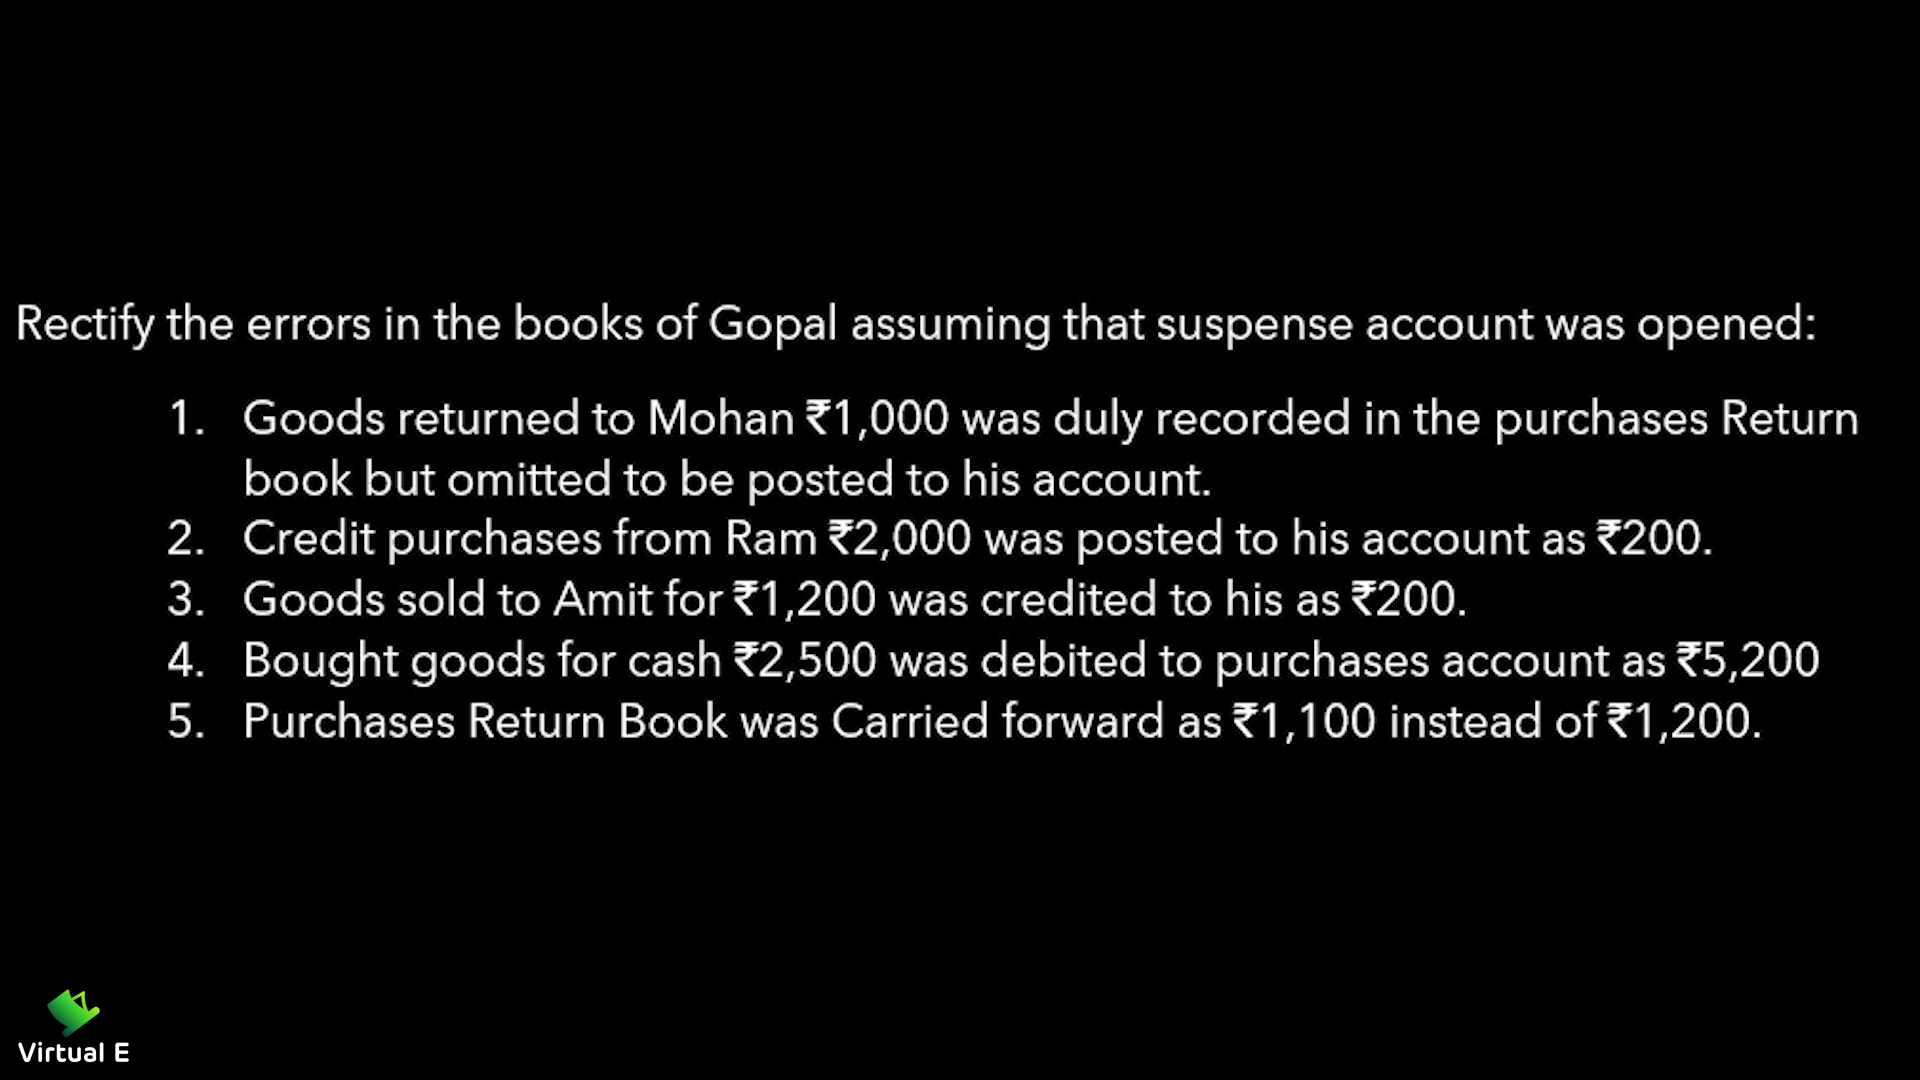 Rectify the errors in the books of Gopal assuming that suspense account was opened:
1. Goods returned to Mohan ₹1,000 was duly recorded in the purchases Return
book but omitted to be posted to his account.
2. Credit purchases from Ram ₹2,000 was posted to his account as ₹200.
3. Goods sold to Amit for ₹1,200 was credited to his as ₹200.
4. Bought goods for cash ₹2,500 was debited to purchases account as ₹5,200
5. Purchases Return Book was Carried forward as ₹1,100 instead of ₹1,200.
Virtual E